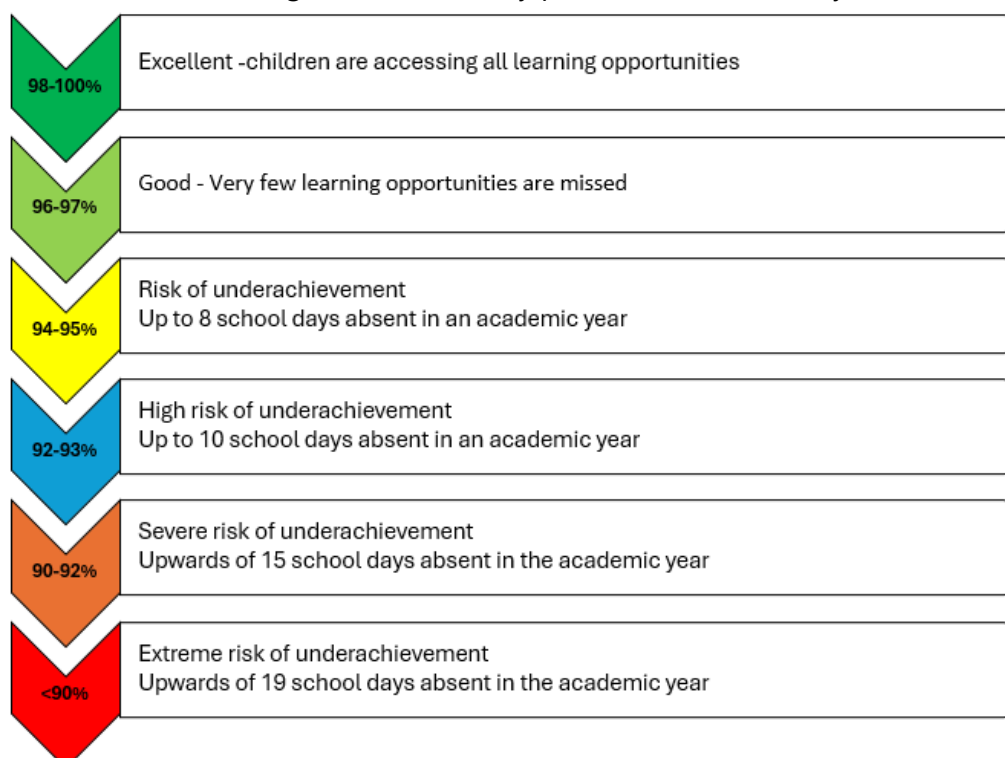 98-100%
Excellent -children are accessing all learning opportunities
96-97%
Good - Very few learning opportunities are missed
94-95%
Risk of underachievement
Up to 8 school days absent in an academic year
92-93%
High risk of underachievement
Up to 10 school days absent in an academic year
90-92%
Severe risk of underachievement
Upwards of 15 school days absent in the academic year
<90%
Extreme risk of underachievement
Upwards of 19 school days absent in the academic year